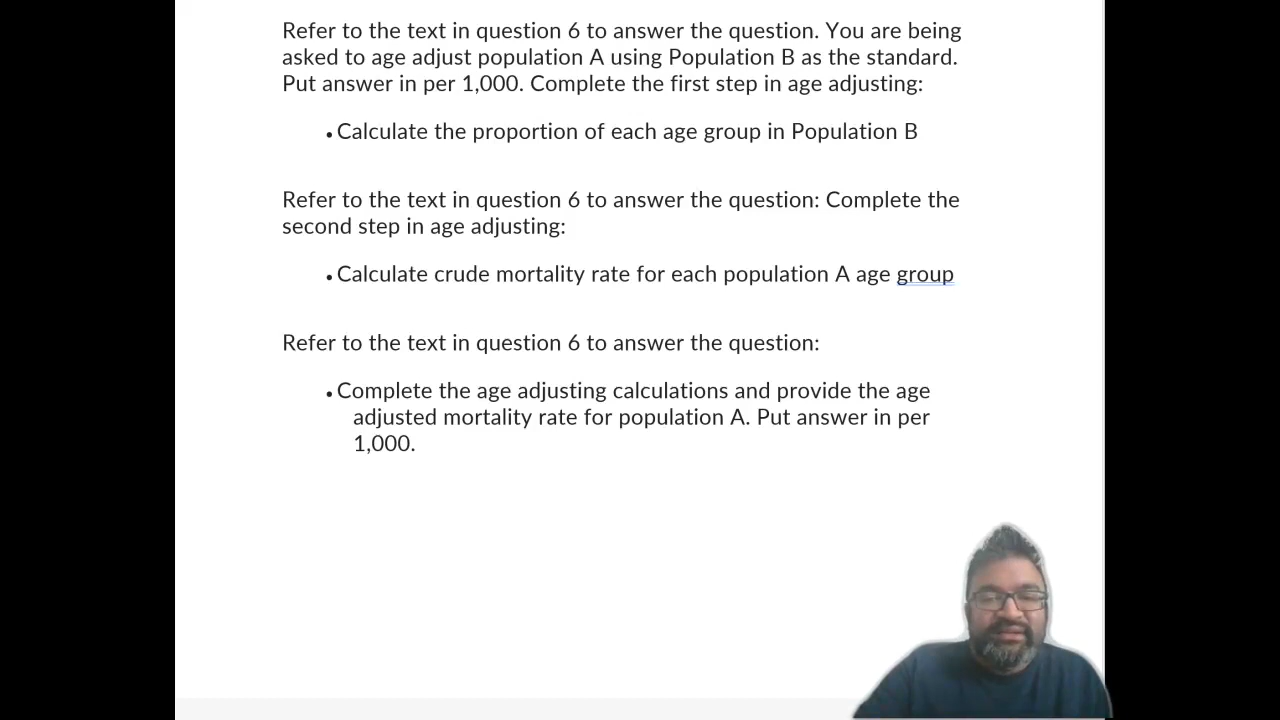 Refer to the text in question 6 to answer the question. You are being
asked to age adjust population A using Population B as the standard.
Put answer in per 1,000. Complete the first step in age adjusting:
• Calculate the proportion of each age group in Population B
Refer to the text in question 6 to answer the question: Complete the
second step in age adjusting:
• Calculate crude mortality rate for each population A age group
Refer to the text in question 6 to answer the question:
• Complete the age adjusting calculations and provide the age
adjusted mortality rate for population A. Put answer in per
1,000.